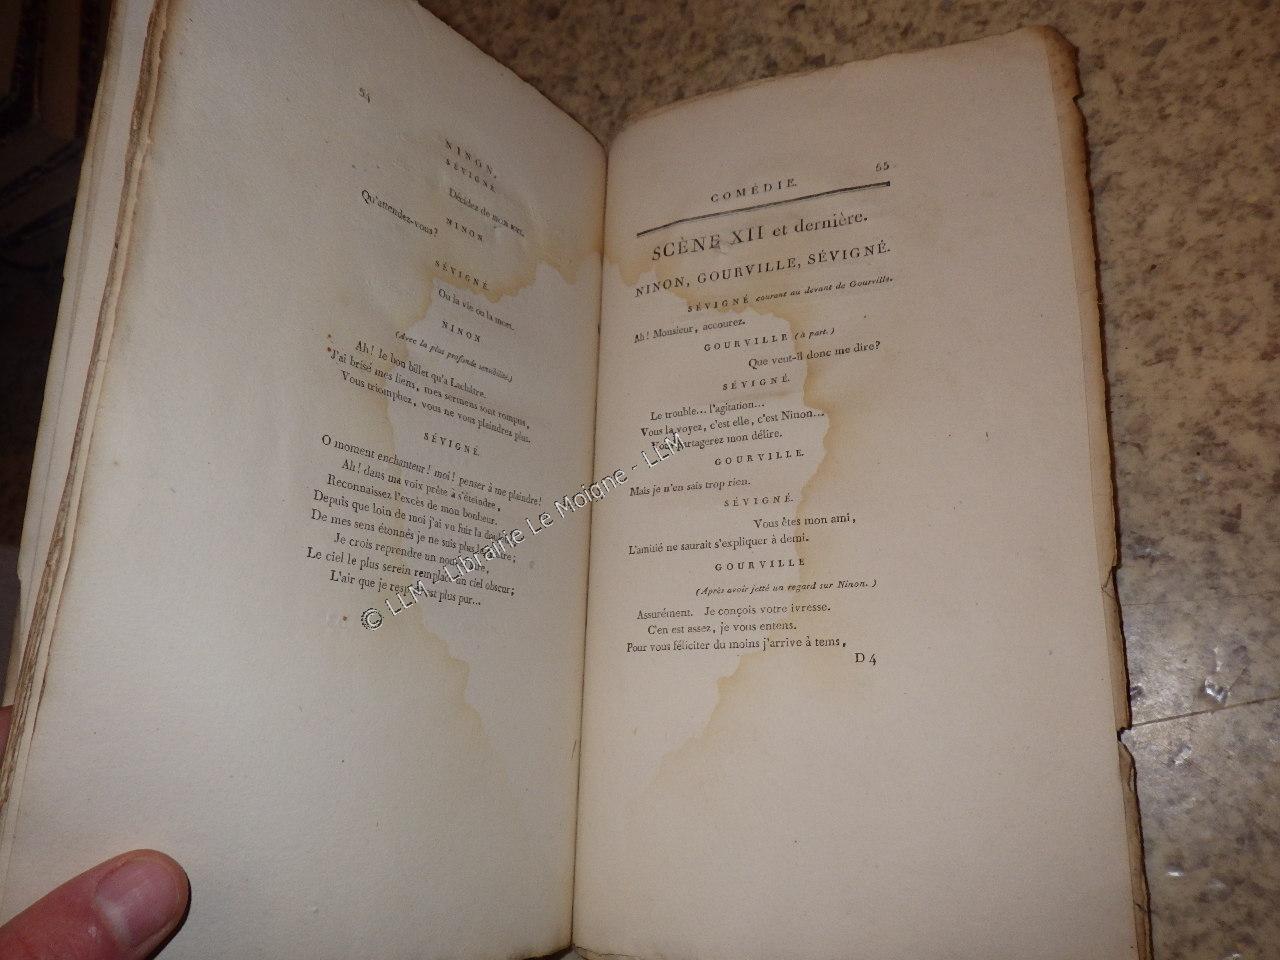 54
NINON,
SÉVIGNÉ
Décidez de mon sort.
NINON
Qu'attendez-vous?
SÉVIGNÉ.
Ou la vie ou la mort.
NINON
(Avec la plus profonde sensibilité.)
Ah! le bon billet qu'a Lachâtre.
J'ai brisé mes liens, mes sermens sont rompus,
Vous triomphez, vous ne vous plaindrez plus.
SÉVIGNÉ.
O moment enchanteur! moi! penser à me plaindre!
Ah! dans ma voix prête à s'éteindre,
Reconnaissez l'excès de mon bonheur.
Depuis que loin de moi j'ai vu fuir la
De mes sens étonnés je ne suis plus le
Je crois reprendre un
Le ciel le plus serein remplace un ciel obscur;
L'air que je est plus pur...
COMÉDIE.
65
SCÈNE XII et dernière.
NINON, GOURVILLE, SÉVIGNÉ.
SÉVIGNÉ courant au devant de Gourville.
Ah! Monsieur, accourez.
GOURVILLE (à part.)
Que veut-il donc me dire?
SÉVIGNÉ.
Le trouble... l'agitation...
Vous la voyez, c'est elle, c'est Ninon...
Vous partagerez mon délire.
GOURVILLE.
Mais je n'en sais trop rien.
SÉVIGNÉ.
Vous êtes mon ami,
L'amitié ne saurait s'expliquer à demi.
GOURVILLE
(Après avoir jetté un regard sur Ninon.)
Assurément. Je conçois votre ivresse.
C'en est assez, je vous entens.
Pour vous féliciter du moins j'arrive à tems,
D 4
© LLM - Librairie Le Moigne - LLM